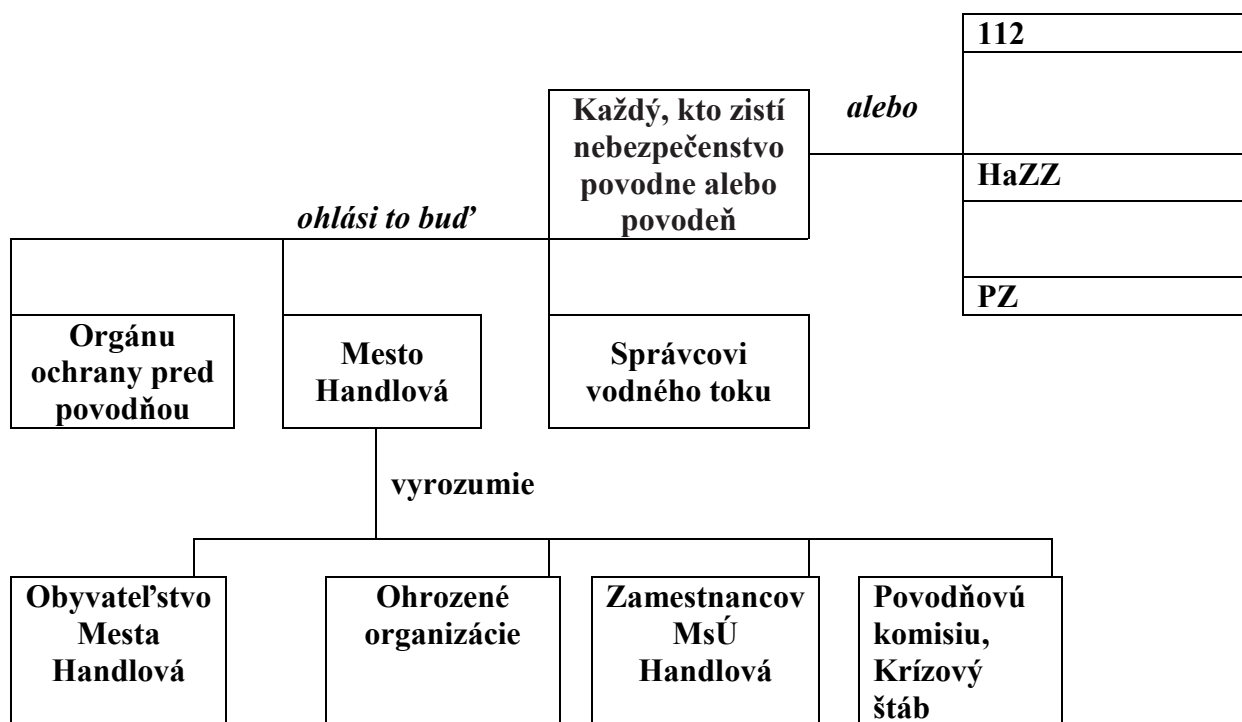 112
Každý, kto zistí
nebezpečenstvo
povodne alebo
povodeň
alebo
HaZZ
ohlási to buď
PZ
Orgánu
ochrany pred
povodňou
Mesto
Handlová
Správcovi
vodného toku
vyrozumie
Obyvateľstvo
Mesta
Handlová
Ohrozené
organizácie
Zamestnancov
MsÚ
Handlová
Povodňovú
komisiu,
Krízový
štáb